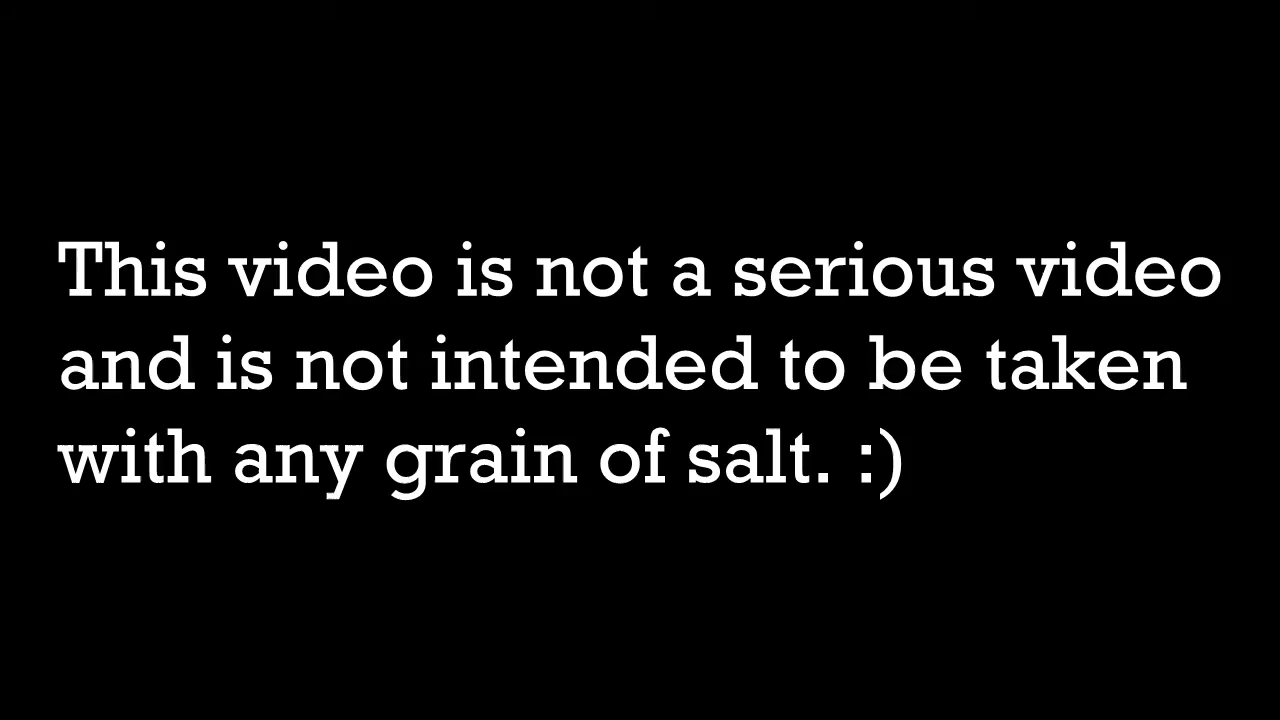 This video is not a serious video
and is not intended to be taken
with any grain of salt. :)